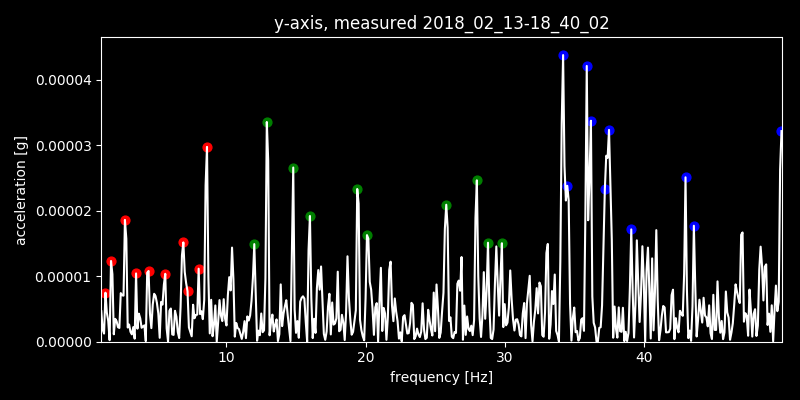 y-axis, measured 2018_02_13-18_40_02
acceleration [g]
0.00004
0.00003
0.00002
0.00001
0.00000
10 20 30 40
frequency [Hz]